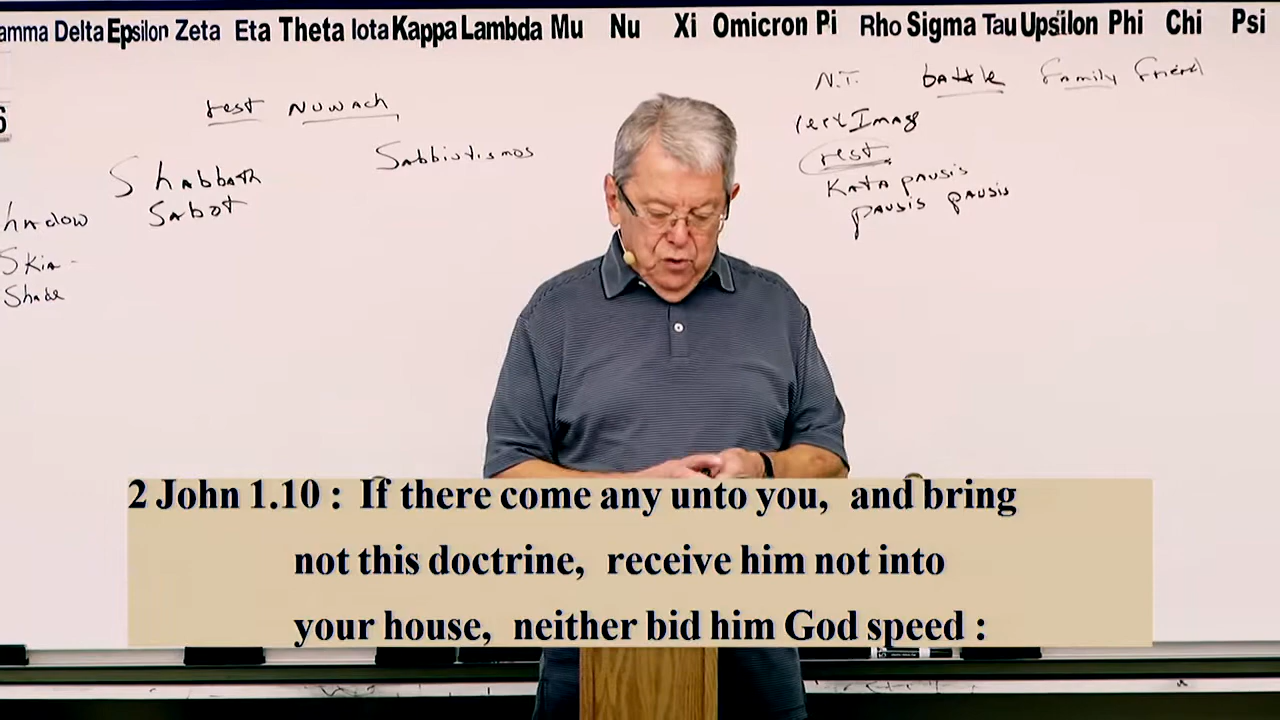 amma Delta Epsilon Zeta Eta Theta Iota Kappa Lambda Mu Nu Xi Omicron Pi Rho Sigma Tau Upsilon Phi Chi Psi
6
rest Nuwach
Shabbath
Sabot
Sabbistismos
hadow
Skia -
Shade
N.T. battle Family Friend
Image
rest
Kata pausis
pausis pausis
2 John 1.10 : If there come any unto you, and bring
not this doctrine, receive him not into
your house, neither bid him God speed :